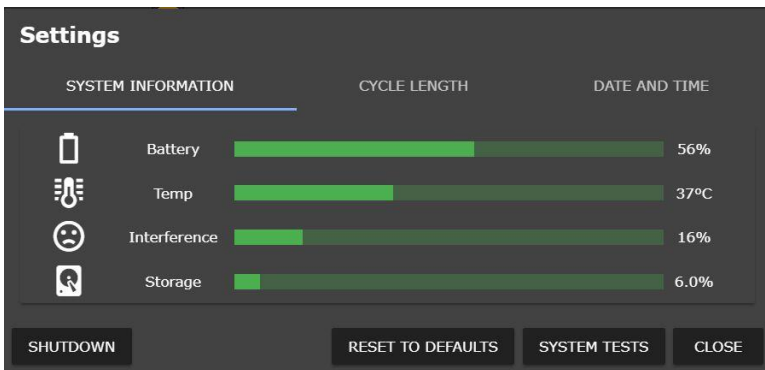 Settings
SYSTEM INFORMATION CYCLE LENGTH DATE AND TIME
Battery 56%
Temp 37ºC
Interference 16%
Storage 6.0%
SHUTDOWN RESET TO DEFAULTS SYSTEM TESTS CLOSE